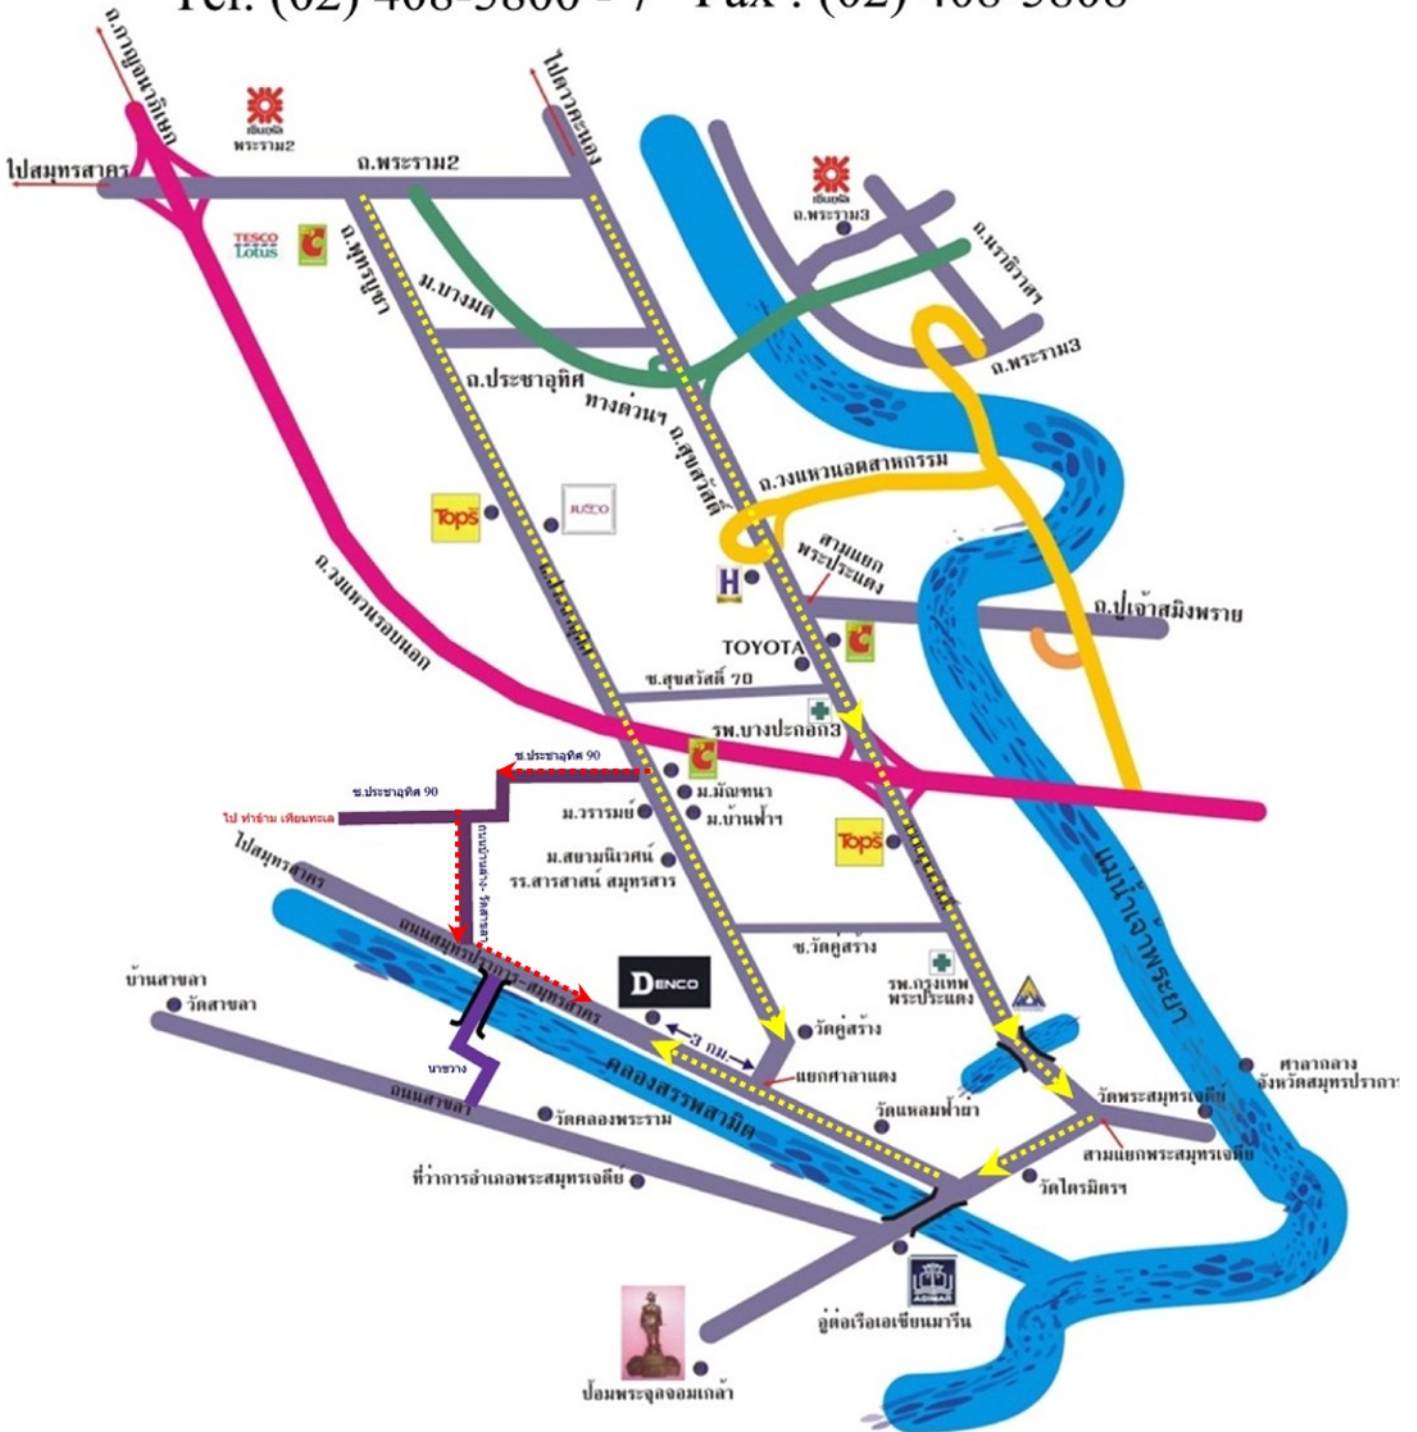 Tel. (02) 408-5800 - 7 Fax : (02) 408-5808
ถ.กาญจนาภิเษก
ไปดาวคะนอง
เซ็นทรัล
พระราม2
ไปสมุทรสาคร
ถ.พระราม2
เซ็นทรัล
ถ.พระราม3
TESCO
Lotus
ถ.พุทธบูชา
ม.บางมด
ถ.นราธิวาสฯ
ถ.พระราม3
ถ.ประชาอุทิศ
ทางด่วนฯ
ถ.สุขสวัสดิ์
ถ.วงแหวนอุตสาหกรรม
Tops
JUSCO
สามแยก
พระประแดง
H
ถ.วงแหวนรอบนอก
ถ.ประชาอุทิศ
ถ.ปู่เจ้าสมิงพราย
TOYOTA
ซ.สุขสวัสดิ์ 70
รพ.บางปะกอก3
ซ.ประชาอุทิศ 90
ซ.ประชาอุทิศ 90
ม.มัณฑนา
ม.วรารมย์
ม.บ้านฟ้าฯ
ไป ท่าข้าม เทียนทะเล
Tops
ไปสมุทรสาคร
ม.สยามนิเวศน์
รร.สารสาสน์ สมุทรสาร
แม่น้ำเจ้าพระยา
ถนนสมุทรปราการ-สมุทรสาคร
ซ.วัดคู่สร้าง
บ้านสาขลา
วัดสาขลา
DENCO
รพ.กรุงเทพ
พระประแดง
วัดคู่สร้าง
3 กม.
นาขวาง
คลองสรรพสามิต
แยกศาลาแดง
ศาลากลาง
จังหวัดสมุทรปราการ
ถนนสาขลา
วัดคลองพระราม
วัดแหลมฟ้าผ่า
วัดพระสมุทรเจดีย์
สามแยกพระสมุทรเจดีย์
ที่ว่าการอำเภอพระสมุทรเจดีย์
วัดไตรมิตรฯ
ASIMAR
อู่ต่อเรือเอเชียนมารีน
ป้อมพระจุลจอมเกล้า